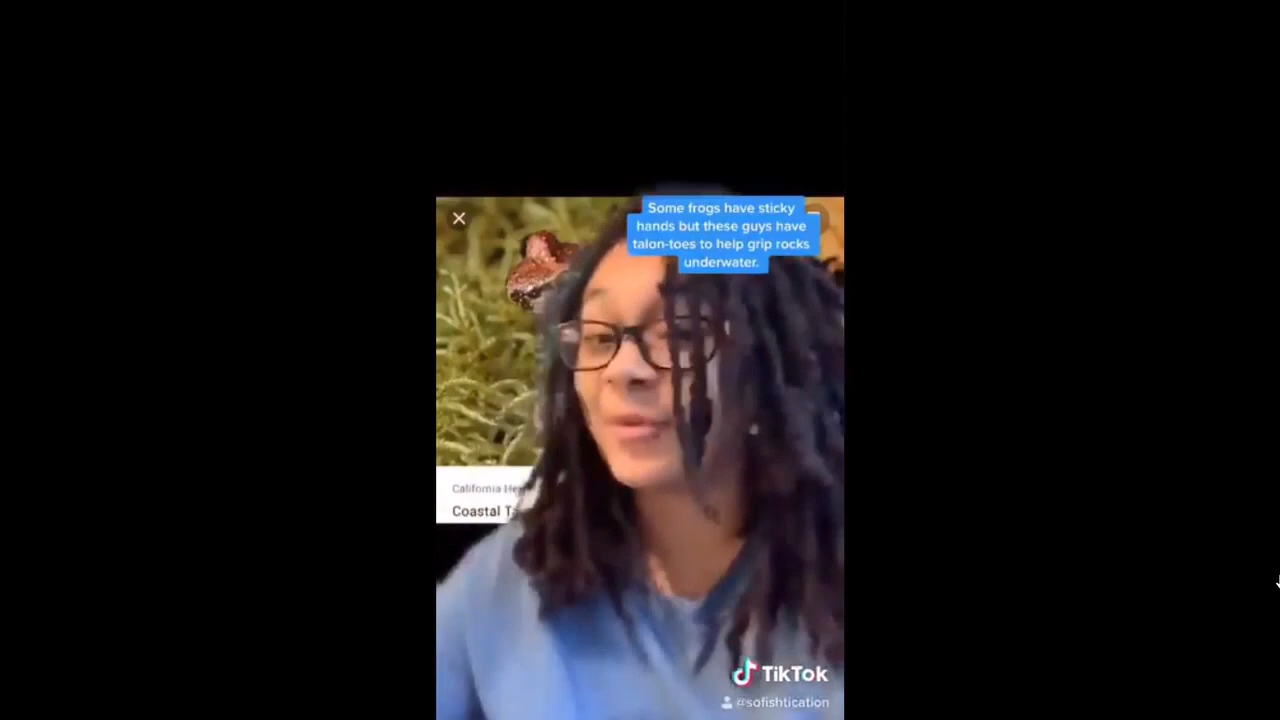 Some frogs have sticky
hands but these guys have
talon-toes to help grip rocks
underwater.
California
Coastal
TikTok
@sofishtication